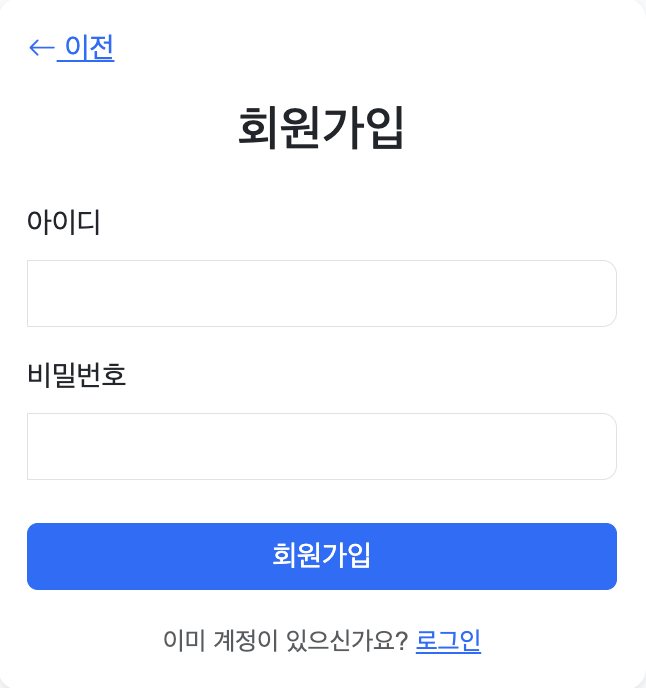 ← 이전
회원가입
아이디
비밀번호
회원가입
이미 계정이 있으신가요? 로그인